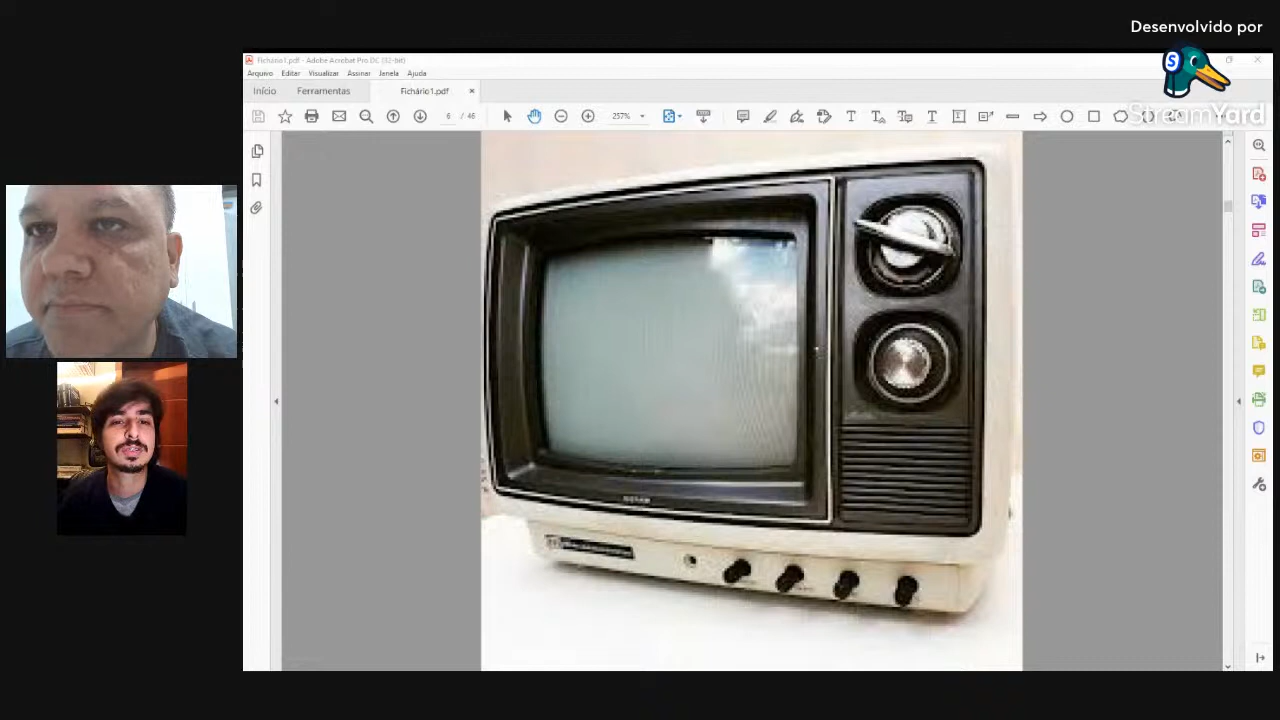 Desenvolvido por
StreamYard
Fichário1.pdf - Adobe Acrobat Pro DC (32-bit)
Arquivo Editar Visualizar Assinar Janela Ajuda
Início Ferramentas Fichário1.pdf ×
6 / 46 257%